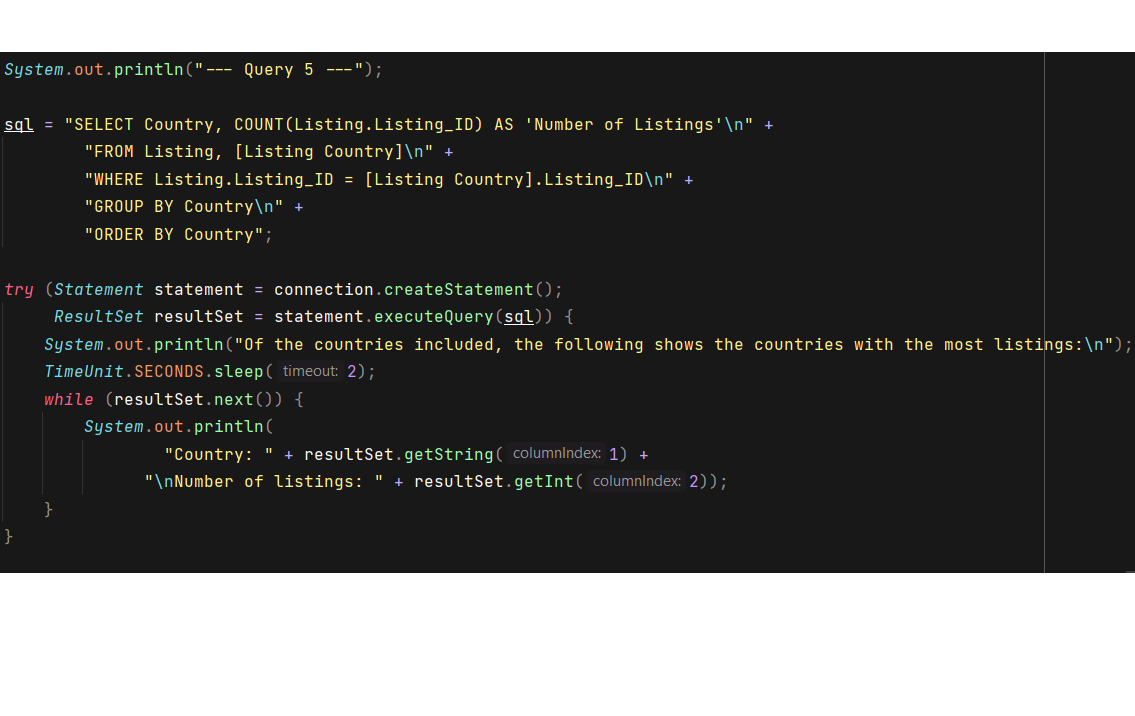 System.out.println("--- Query 5 ---");
sql = "SELECT Country, COUNT(Listing.Listing_ID) AS 'Number of Listings'\n" +
"FROM Listing, [Listing Country]\n" +
"WHERE Listing.Listing_ID = [Listing Country].Listing_ID\n" +
"GROUP BY Country\n" +
"ORDER BY Country";
try (Statement statement = connection.createStatement();
ResultSet resultSet = statement.executeQuery(sql)) {
System.out.println("Of the countries included, the following shows the countries with the most listings:\n");
TimeUnit.SECONDS.sleep( timeout: 2);
while (resultSet.next()) {
System.out.println(
"Country: " + resultSet.getString( columnIndex: 1) +
"\nNumber of listings: " + resultSet.getInt( columnIndex: 2));
}
}